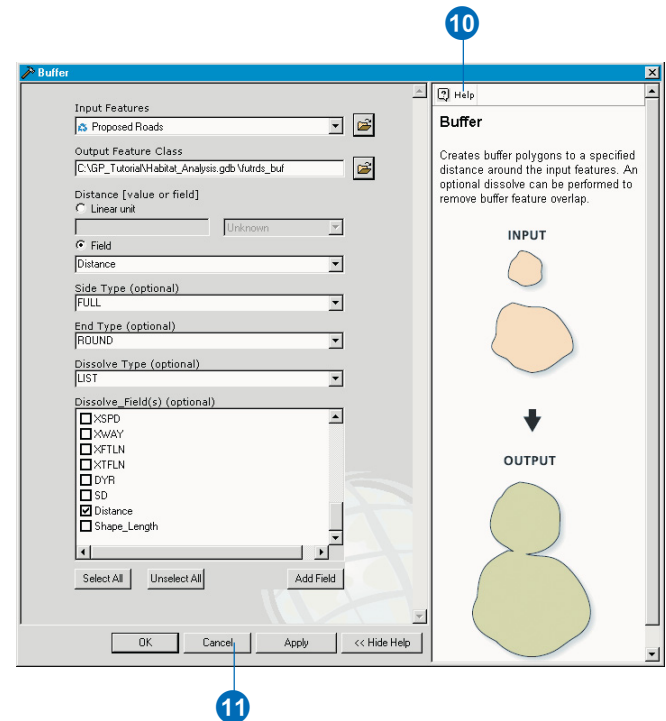 10
Buffer
Input Features
Proposed Roads
Output Feature Class
C:\GP_Tutorial\Habitat_Analysis.gdb\futrds_buf
Distance [value or field]
Linear unit
Unknown
Field
Distance
Side Type (optional)
FULL
End Type (optional)
ROUND
Dissolve Type (optional)
LIST
Dissolve_Field(s) (optional)
XSPD
XWAY
XFTLN
XTFLN
DYR
SD
Distance
Shape_Length
Select All
Unselect All
Add Field
OK
Cancel
Apply
<< Hide Help
Help
Buffer
Creates buffer polygons to a specified
distance around the input features. An
optional dissolve can be performed to
remove buffer feature overlap.
INPUT
OUTPUT
11